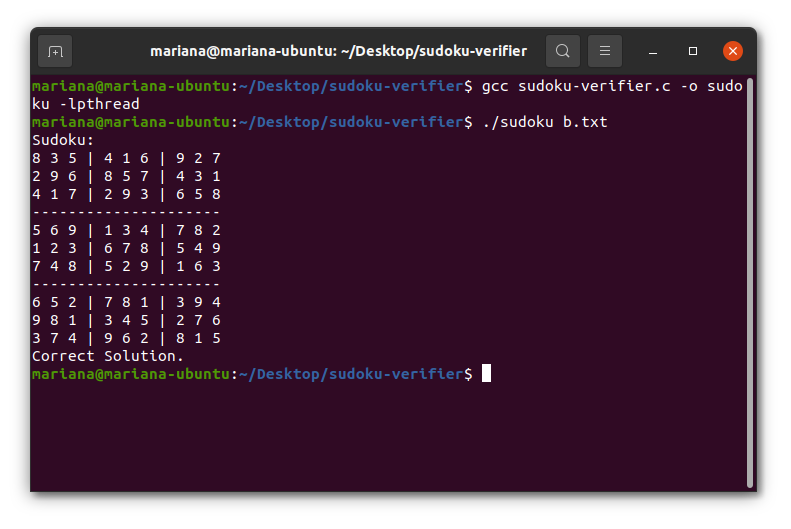 mariana@mariana-ubuntu: ~/Desktop/sudoku-verifier
mariana@mariana-ubuntu:~/Desktop/sudoku-verifier$ gcc sudoku-verifier.c -o sudo
ku -lpthread
mariana@mariana-ubuntu:~/Desktop/sudoku-verifier$ ./sudoku b.txt
Sudoku:
8 3 5 | 4 1 6 | 9 2 7
2 9 6 | 8 5 7 | 4 3 1
4 1 7 | 2 9 3 | 6 5 8
---------------------
5 6 9 | 1 3 4 | 7 8 2
1 2 3 | 6 7 8 | 5 4 9
7 4 8 | 5 2 9 | 1 6 3
---------------------
6 5 2 | 7 8 1 | 3 9 4
9 8 1 | 3 4 5 | 2 7 6
3 7 4 | 9 6 2 | 8 1 5
Correct Solution.
mariana@mariana-ubuntu:~/Desktop/sudoku-verifier$